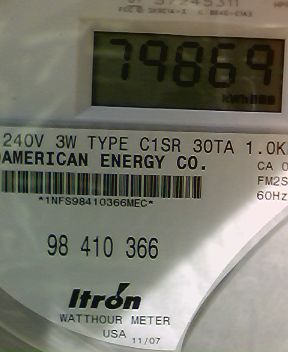 79869
kWh
240V 3W TYPE C1SR 30TA 1.0K
AMERICAN ENERGY CO.
CA 0
FM2S
60Hz
*1NFS98410366MEC*
98 410 366
Itron
WATTHOUR METER
USA 11/07